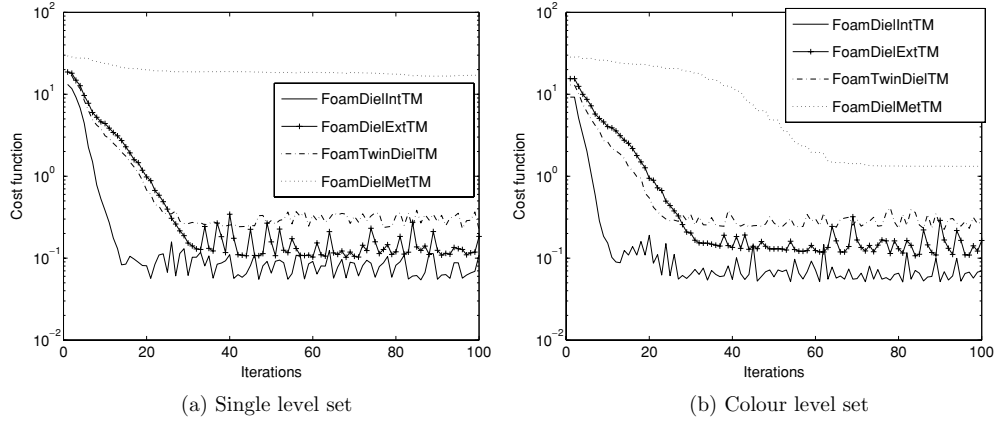 10^2
10^1
10^0
10^-1
10^-2
Cost function
0 20 40 60 80 100
Iterations
FoamDielIntTM
FoamDielExtTM
FoamTwinDielTM
FoamDielMetTM
(a) Single level set
10^2
10^1
10^0
10^-1
10^-2
Cost function
0 20 40 60 80 100
Iterations
FoamDielIntTM
FoamDielExtTM
FoamTwinDielTM
FoamDielMetTM
(b) Colour level set